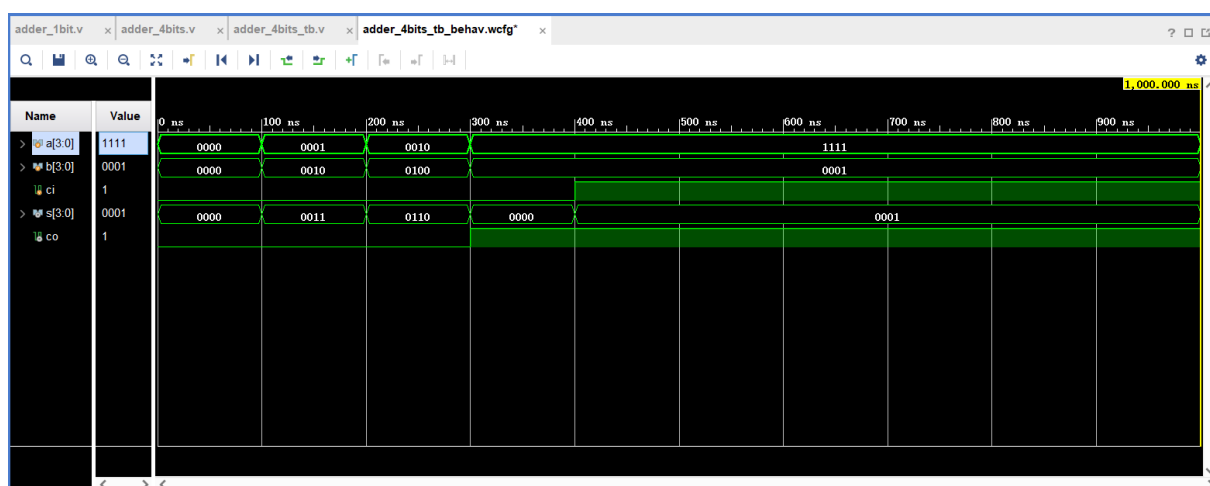 adder_1bit.v × adder_4bits.v × adder_4bits_tb.v × adder_4bits_tb_behav.wcfg* × ?
1,000.000 ns
Name Value 0 ns 100 ns 200 ns 300 ns 400 ns 500 ns 600 ns 700 ns 800 ns 900 ns
a[3:0] 1111 0000 0001 0010 1111
b[3:0] 0001 0000 0010 0100 0001
ci 1
s[3:0] 0001 0000 0011 0110 0000 0001
co 1